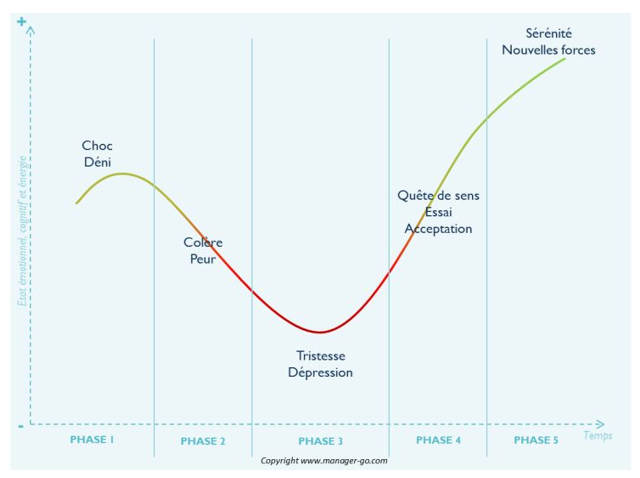 +
Sérénité
Nouvelles forces
Choc
Déni
Etat émotionnel, cognitif et énergie
Quête de sens
Essai
Acceptation
Colère
Peur
Tristesse
Dépression
-
PHASE 1
PHASE 2
PHASE 3
PHASE 4
PHASE 5
Temps
Copyright www.manager-go.com